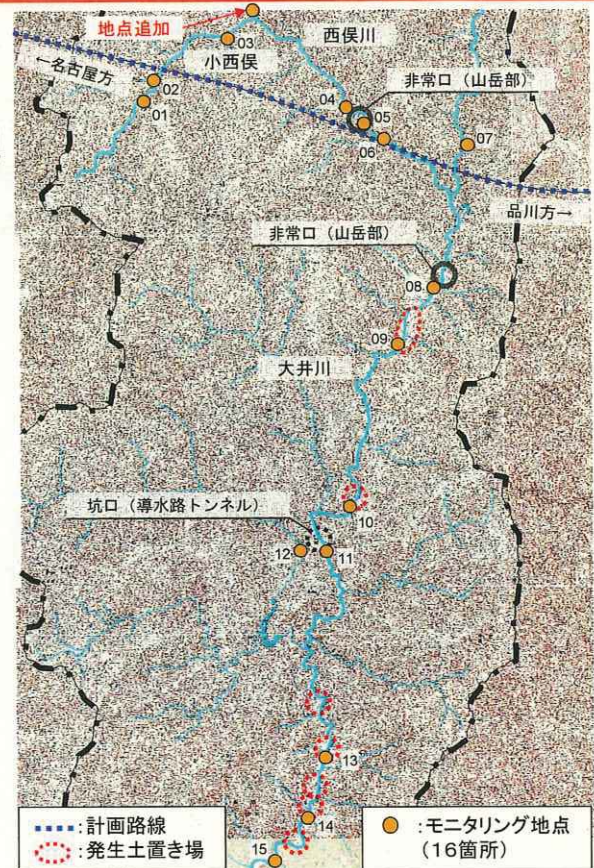 地点追加
03
小西俣
西俣川
←名古屋方
02
01
04
非常口(山岳部)
05
06
07
品川方→
非常口(山岳部)
08
09
大井川
坑口(導水路トンネル)
10
12
11
13
14
15
:計画路線
:発生土置き場
:モニタリング地点
(16箇所)